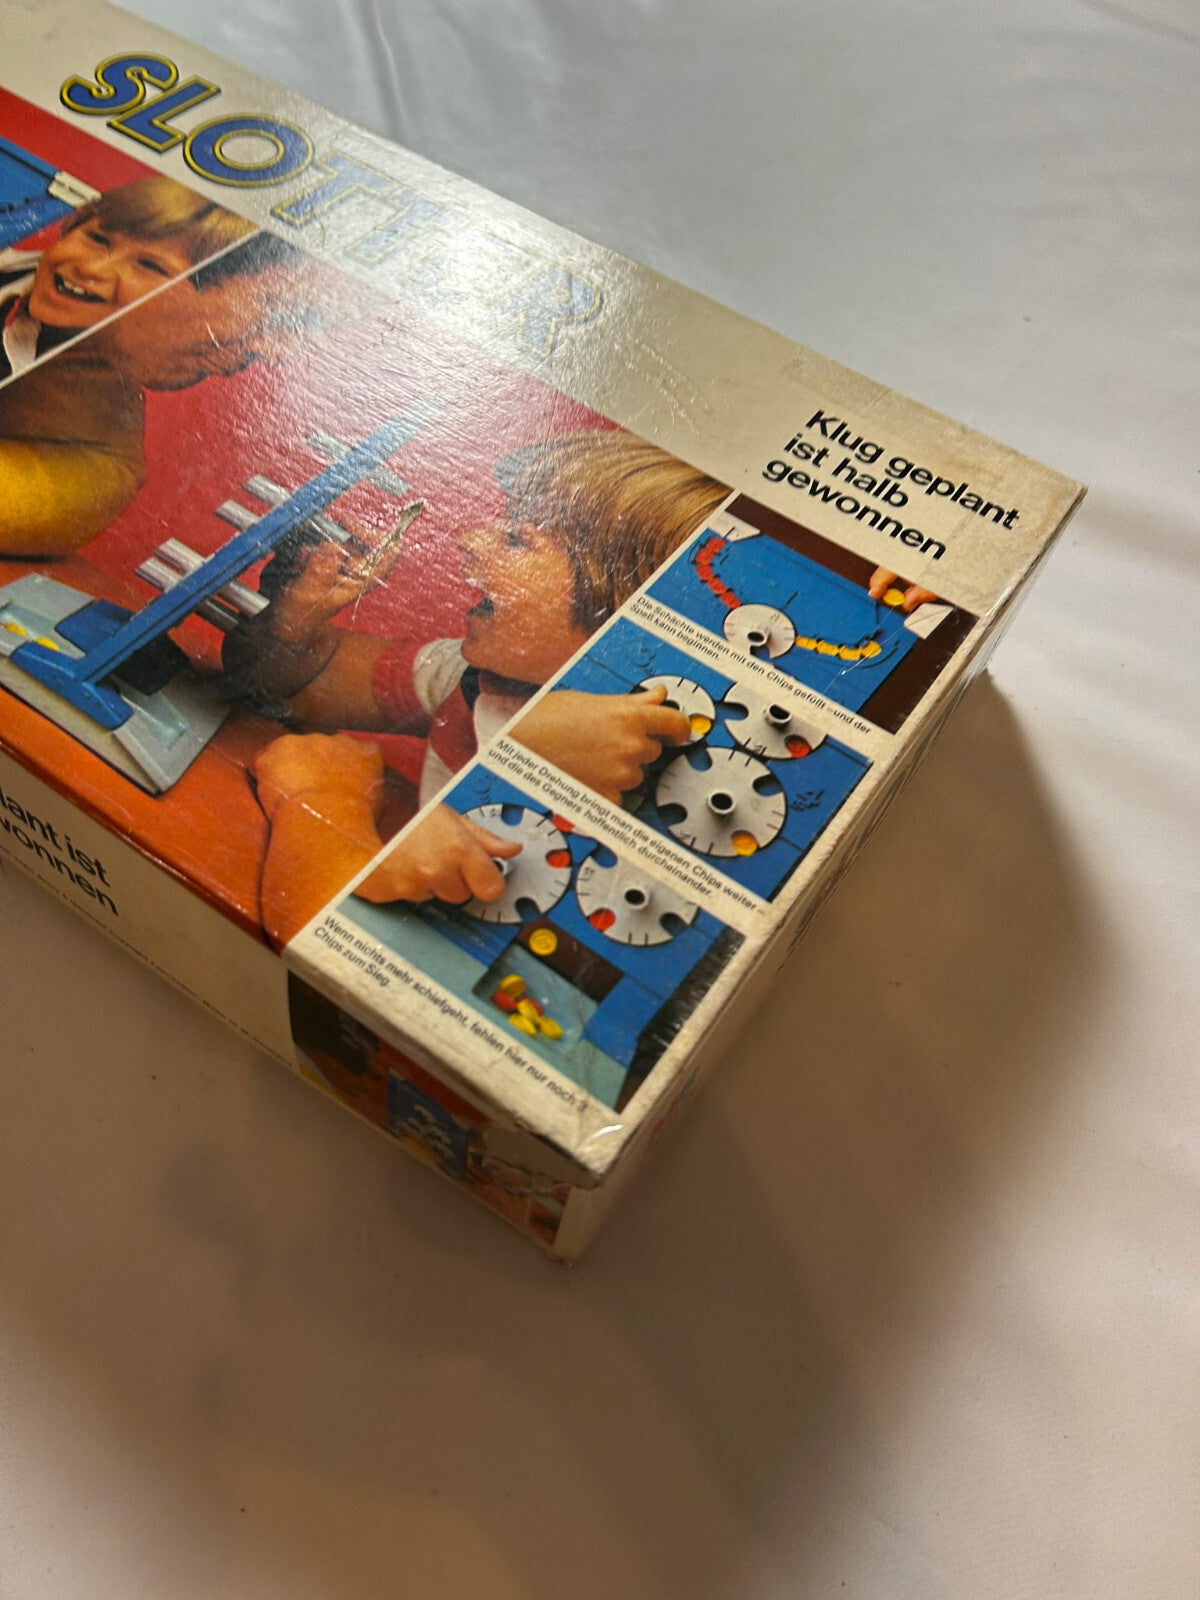 SLOTTER
Klug geplant
ist halb
gewonnen
Die Schächte werden mit den Chips gefüllt – und der
Spaß kann beginnen.
Mit jeder Drehung bringt man die eigenen Chips weiter –
und die des Gegners hoffentlich durcheinander.
Wenn nichts mehr schiefgeht, fehlen hier nur noch 3
Chips zum Sieg.
lant ist
wonnen